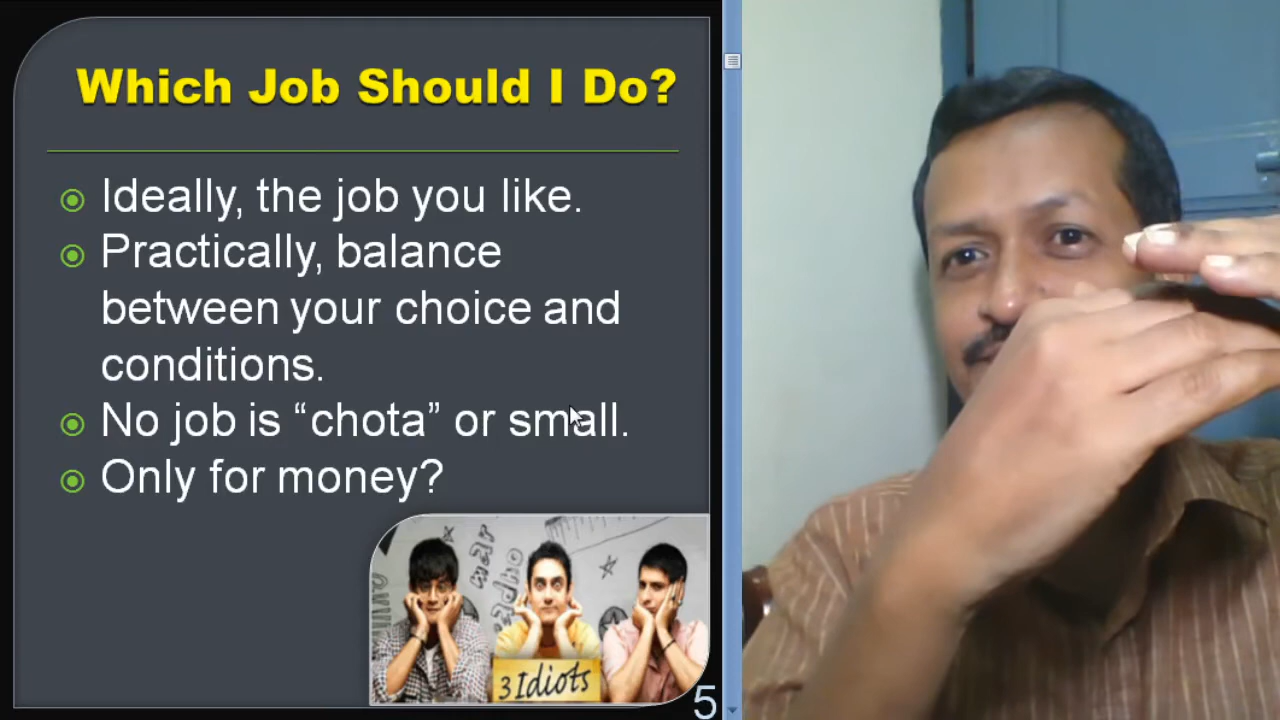 Which Job Should I Do?
Ideally, the job you like.
Practically, balance
between your choice and
conditions.
No job is “chota” or small.
Only for money?
3 Idiots
5